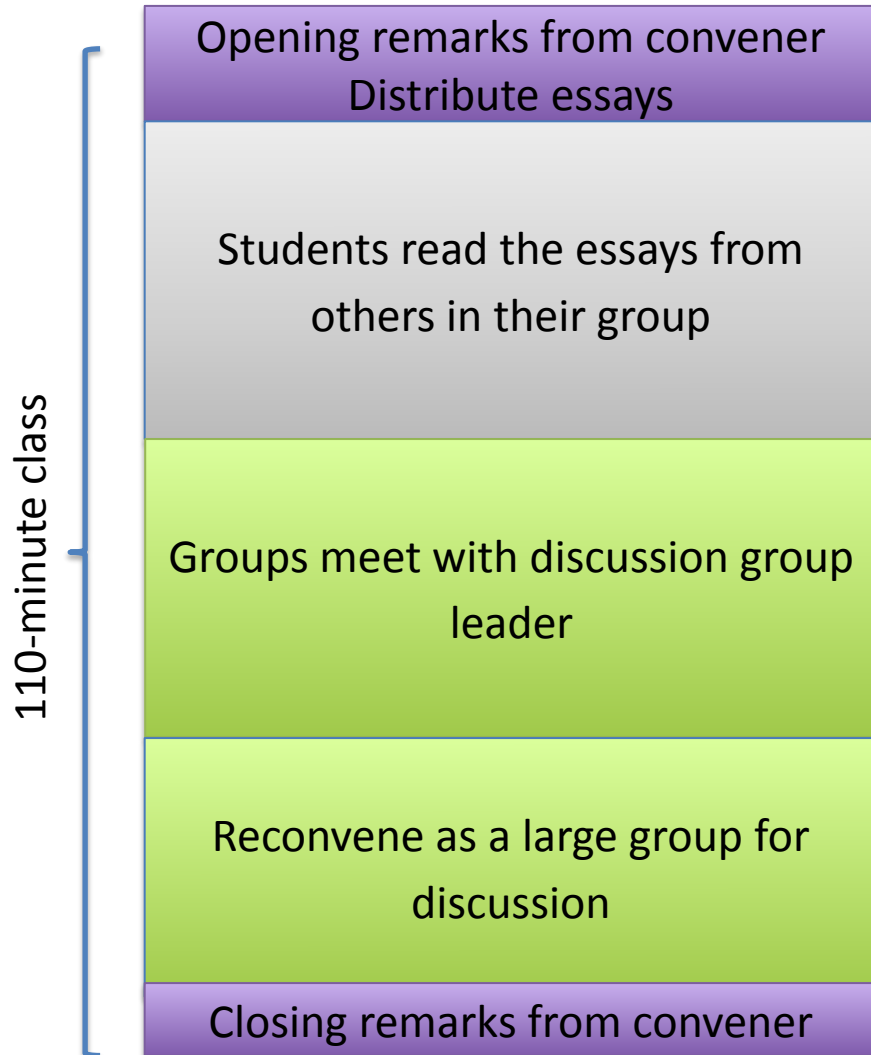 Opening remarks from convener
Distribute essays
Students read the essays from
others in their group
110-minute class
Groups meet with discussion group
leader
Reconvene as a large group for
discussion
Closing remarks from convener